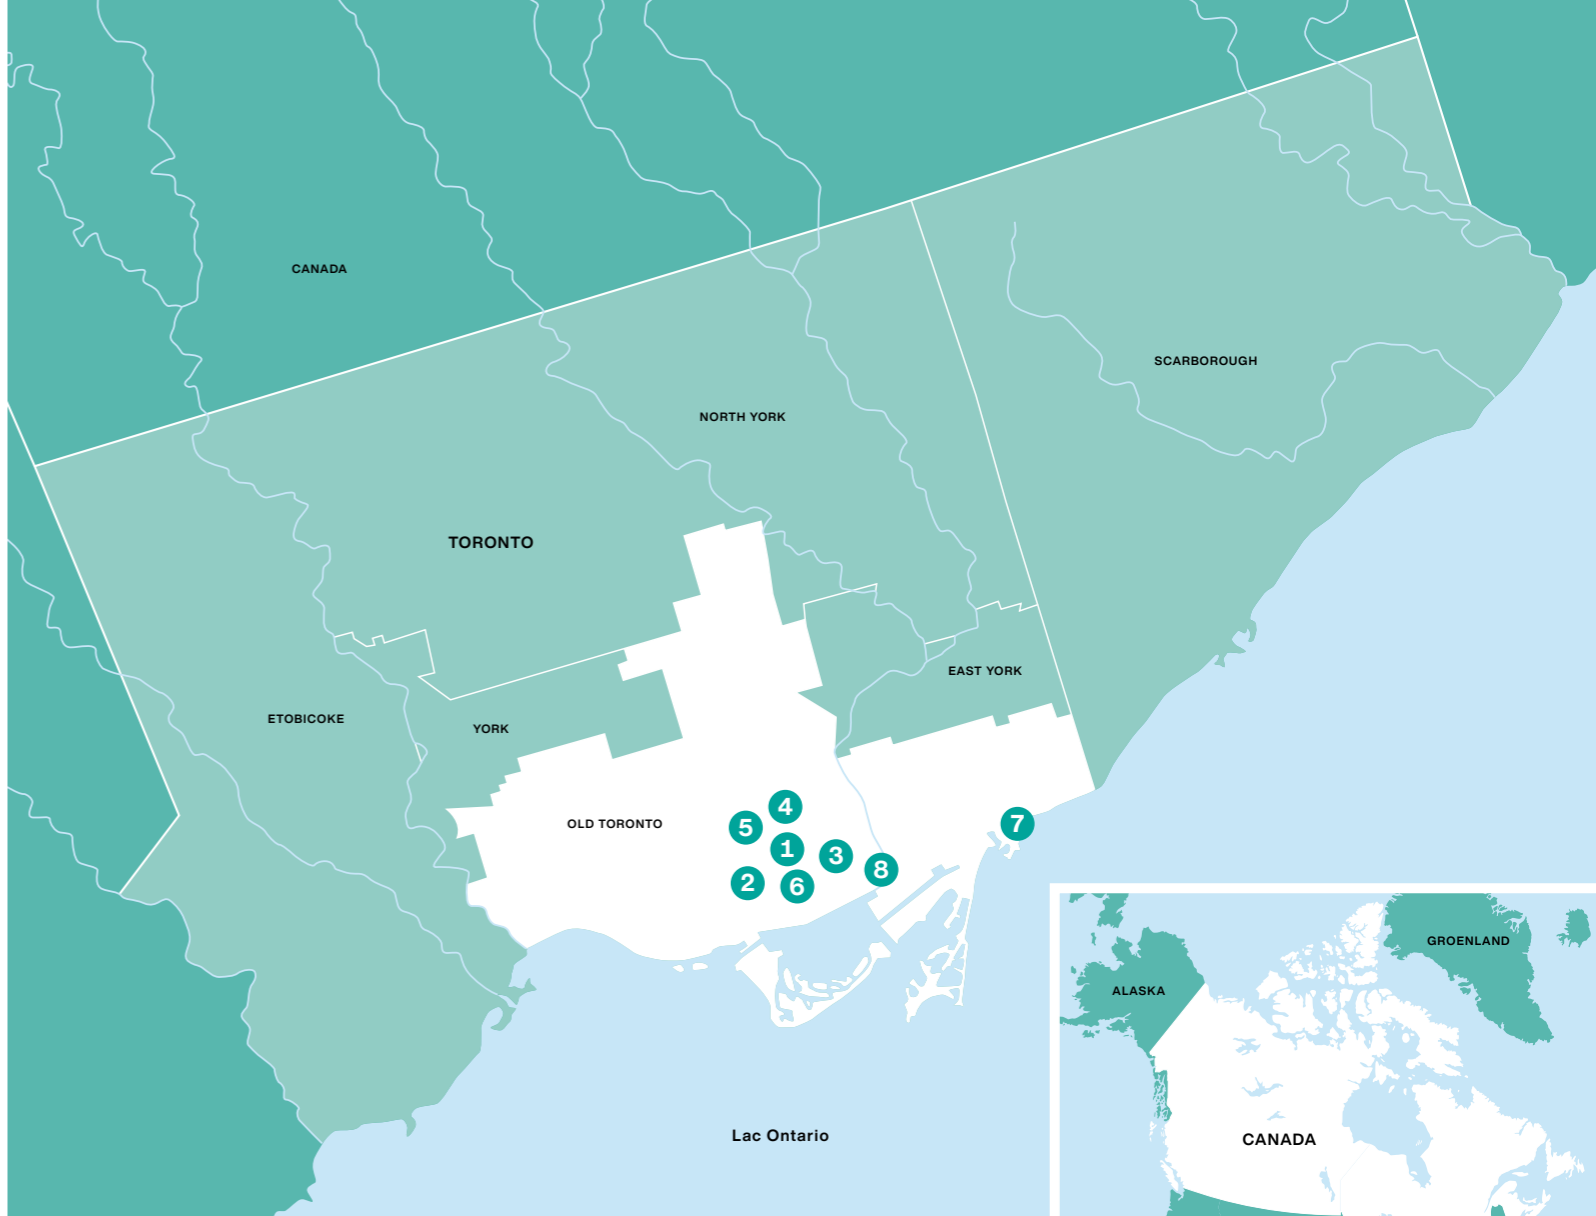 CANADA
SCARBOROUGH
NORTH YORK
TORONTO
EAST YORK
ETOBICOKE
YORK
OLD TORONTO
4
5
7
1
3
8
2
6
GROENLAND
ALASKA
Lac Ontario
CANADA